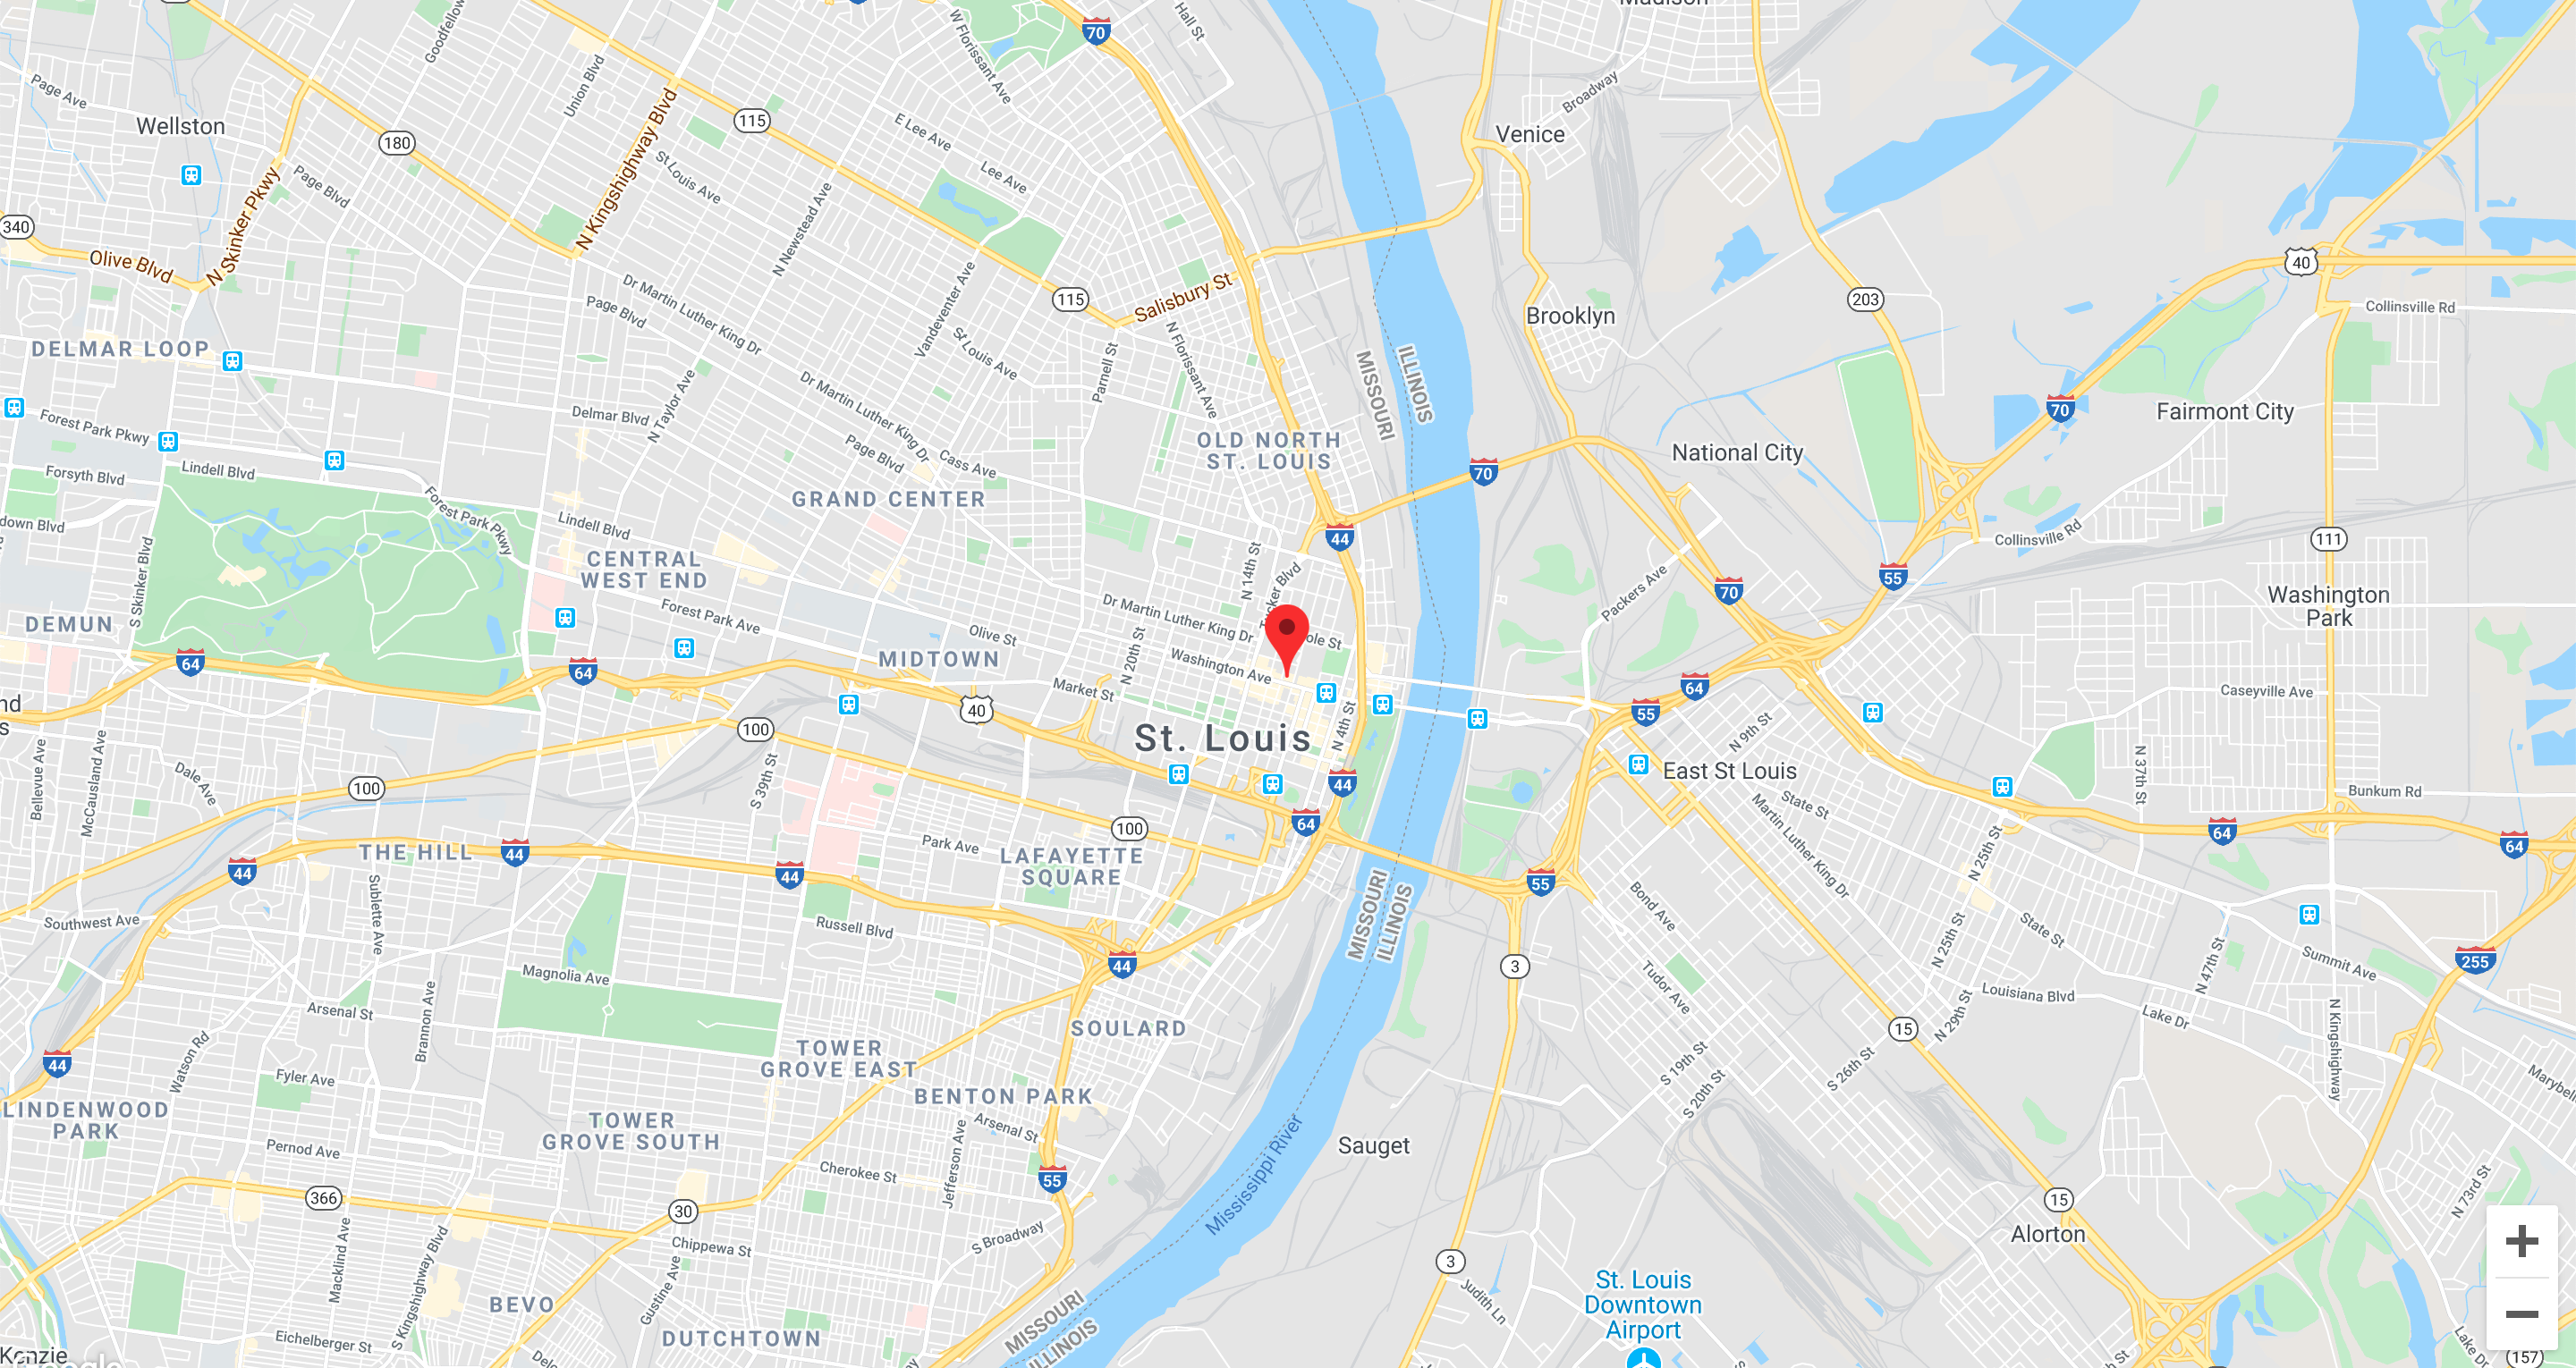 Madison
Hall St
70
W Florissant Ave
Goodfellow
Union Blvd
Page Ave
Wellston
180
N Kingshighway Blvd
115
E Lee Ave
Lee Ave
Broadway
Venice
Page Blvd
St Louis Ave
N Newstead Ave
340
Olive Blvd
N Skinker Pkwy
40
Dr Martin Luther King Dr
Page Blvd
Vandeventer Ave
115
Salisbury St
203
Collinsville Rd
Brooklyn
DELMAR LOOP
St Louis Ave
Parnell St
N Florissant Ave
MISSOURI
ILLINOIS
Dr Martin Luther King Dr
N Taylor Ave
Delmar Blvd
70
Fairmont City
Forest Park Pkwy
OLD NORTH
ST. LOUIS
Page Blvd
Cass Ave
National City
Forsyth Blvd
Lindell Blvd
70
GRAND CENTER
Forest Park Pkwy
Lindell Blvd
44
Collinsville Rd
111
down Blvd
CENTRAL
WEST END
N 14th St
Packers Ave
55
70
Washington
Park
S Skinker Blvd
DEMUN
Forest Park Ave
Dr Martin Luther King Dr
Olive St
N 20th St
Washington Ave
MIDTOWN
64
64
Market St
64
55
Caseyville Ave
40
100
St. Louis
N 4th St
N 9th St
East St Louis
Bellevue Ave
McCausland Ave
Dale Ave
S 39th St
100
44
64
100
N 37th St
Bunkum Rd
State St
Martin Luther King Dr
64
64
THE HILL
44
44
44
Park Ave
LAFAYETTE
SQUARE
55
N 25th St
Southwest Ave
Sublette Ave
Russell Blvd
MISSOURI
ILLINOIS
Bond Ave
State St
N 25th St
N 47th St
Summit Ave
255
44
3
Magnolia Ave
Tudor Ave
Louisiana Blvd
Lake Dr
Arsenal St
Brannon Ave
SOULARD
15
N 29th St
N Kingshighway
44
Watson Rd
TOWER
GROVE EAST
Fyler Ave
S 19th St
S 20th St
S 26th St
Marybell
LINDENWOOD
PARK
BENTON PARK
TOWER
GROVE SOUTH
Arsenal St
Pernod Ave
Sauget
Mississippi River
Cherokee St
Jefferson Ave
55
366
30
15
N 73rd St
Alorton
Macklind Ave
S Kingshighway Blvd
Chippewa St
S Broadway
3
Judith Ln
St. Louis
Downtown
Airport
Gustine Ave
BEVO
MISSOURI
ILLINOIS
Eichelberger St
DUTCHTOWN
Lake Dr
157